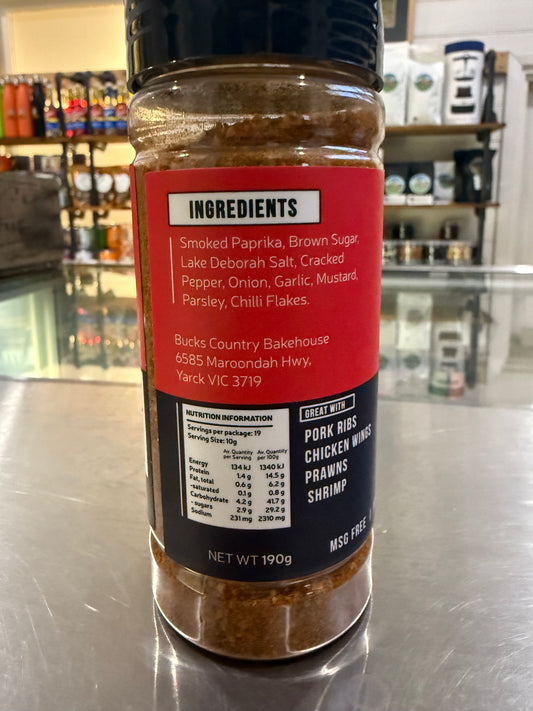 INGREDIENTS
Smoked Paprika, Brown Sugar,
Lake Deborah Salt, Cracked
Pepper, Onion, Garlic, Mustard,
Parsley, Chilli Flakes.
Bucks Country Bakehouse
6585 Maroondah Hwy,
Yarck VIC 3719
NUTRITION INFORMATION
Servings per package: 19
Serving Size: 10g
Av. Quantity per Serving Av. Quantity per 100g
Energy 134 kJ 1340 kJ
Protein 1.4 g 14.5 g
Fat, total 0.6 g 6.2 g
-saturated 0.1 g 0.8 g
Carbohydrate 4.2 g 41.7 g
- sugars 2.9 g 29.2 g
Sodium 231 mg 2310 mg
GREAT WITH
PORK RIBS
CHICKEN WINGS
PRAWNS
SHRIMP
MSG FREE
NET WT 190g